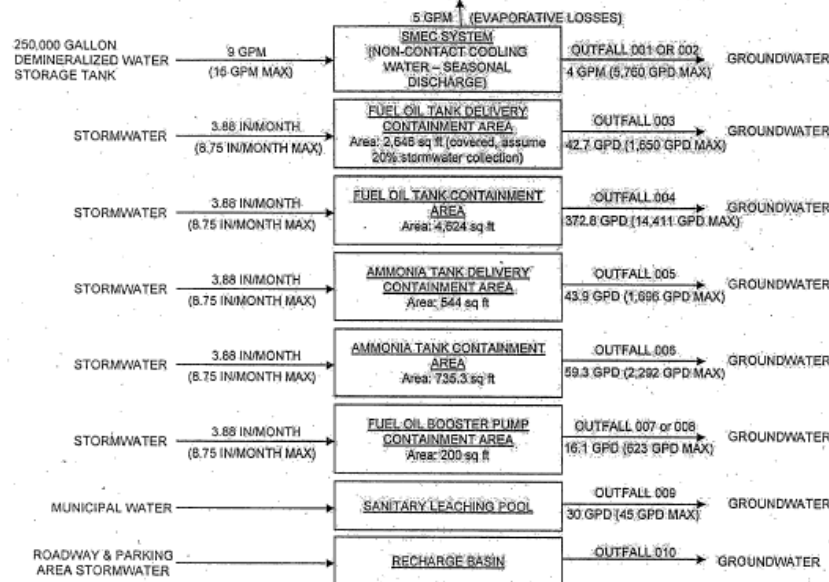 5 GPM (EVAPORATIVE LOSSES)
250,000 GALLON
DEMINERALIZED WATER
STORAGE TANK
9 GPM
(15 GPM MAX)
SMEC SYSTEM
(NON-CONTACT COOLING
WATER – SEASONAL
DISCHARGE)
OUTFALL 001 OR 002
4 GPM (5,760 GPD MAX)
GROUNDWATER
STORMWATER
3.88 IN/MONTH
(8.75 IN/MONTH MAX)
FUEL OIL TANK DELIVERY
CONTAINMENT AREA
Area: 2,646 sq ft (covered, assume
20% stormwater collection)
OUTFALL 003
42.7 GPD (1,650 GPD MAX)
GROUNDWATER
STORMWATER
3.88 IN/MONTH
(8.75 IN/MONTH MAX)
FUEL OIL TANK CONTAINMENT
AREA
Area: 4,624 sq ft
OUTFALL 004
372.8 GPD (14,411 GPD MAX)
GROUNDWATER
STORMWATER
3.88 IN/MONTH
(8.75 IN/MONTH MAX)
AMMONIA TANK DELIVERY
CONTAINMENT AREA
Area: 544 sq ft
OUTFALL 005
43.9 GPD (1,696 GPD MAX)
GROUNDWATER
STORMWATER
3.88 IN/MONTH
(8.75 IN/MONTH MAX)
AMMONIA TANK CONTAINMENT
AREA
Area: 735.3 sq ft
OUTFALL 006
59.3 GPD (2,292 GPD MAX)
GROUNDWATER
STORMWATER
3.88 IN/MONTH
(8.75 IN/MONTH MAX)
FUEL OIL BOOSTER PUMP
CONTAINMENT AREA
Area: 200 sq ft
OUTFALL 007 or 008
16.1 GPD (623 GPD MAX)
GROUNDWATER
MUNICIPAL WATER
SANITARY LEACHING POOL
OUTFALL 009
30 GPD (45 GPD MAX)
GROUNDWATER
ROADWAY & PARKING
AREA STORMWATER
RECHARGE BASIN
OUTFALL 010
GROUNDWATER